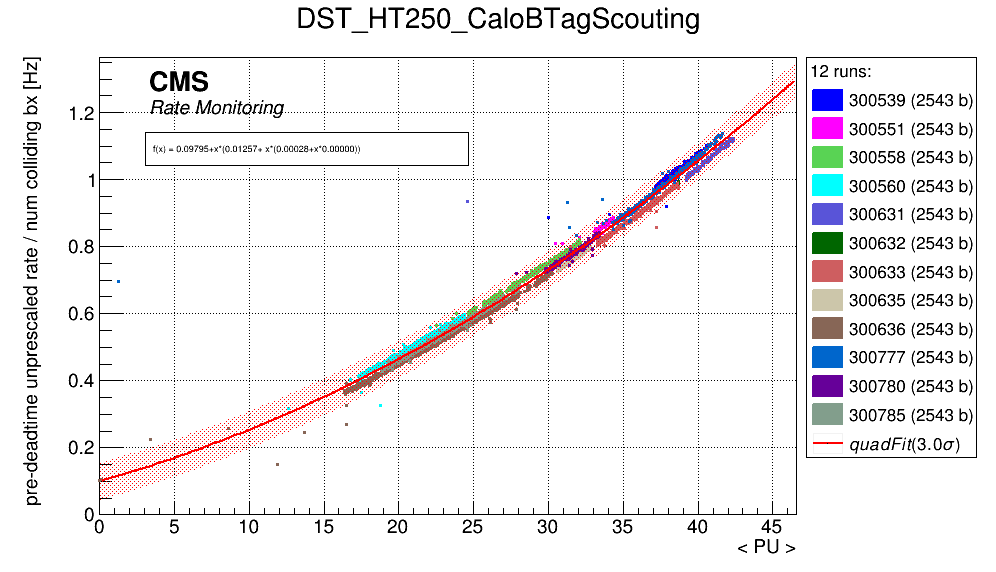 DST_HT250_CaloBTagScouting
pre-deadtime unprescaled rate / num colliding bx [Hz]
CMS
Rate Monitoring
f(x) = 0.09795+x*(0.01257+ x*(0.00028+x*0.00000))
1.2
1
0.8
0.6
0.4
0.2
0
0 5 10 15 20 25 30 35 40 45
< PU >
12 runs:
300539 (2543 b)
300551 (2543 b)
300558 (2543 b)
300560 (2543 b)
300631 (2543 b)
300632 (2543 b)
300633 (2543 b)
300635 (2543 b)
300636 (2543 b)
300777 (2543 b)
300780 (2543 b)
300785 (2543 b)
quadFit(3.0σ)